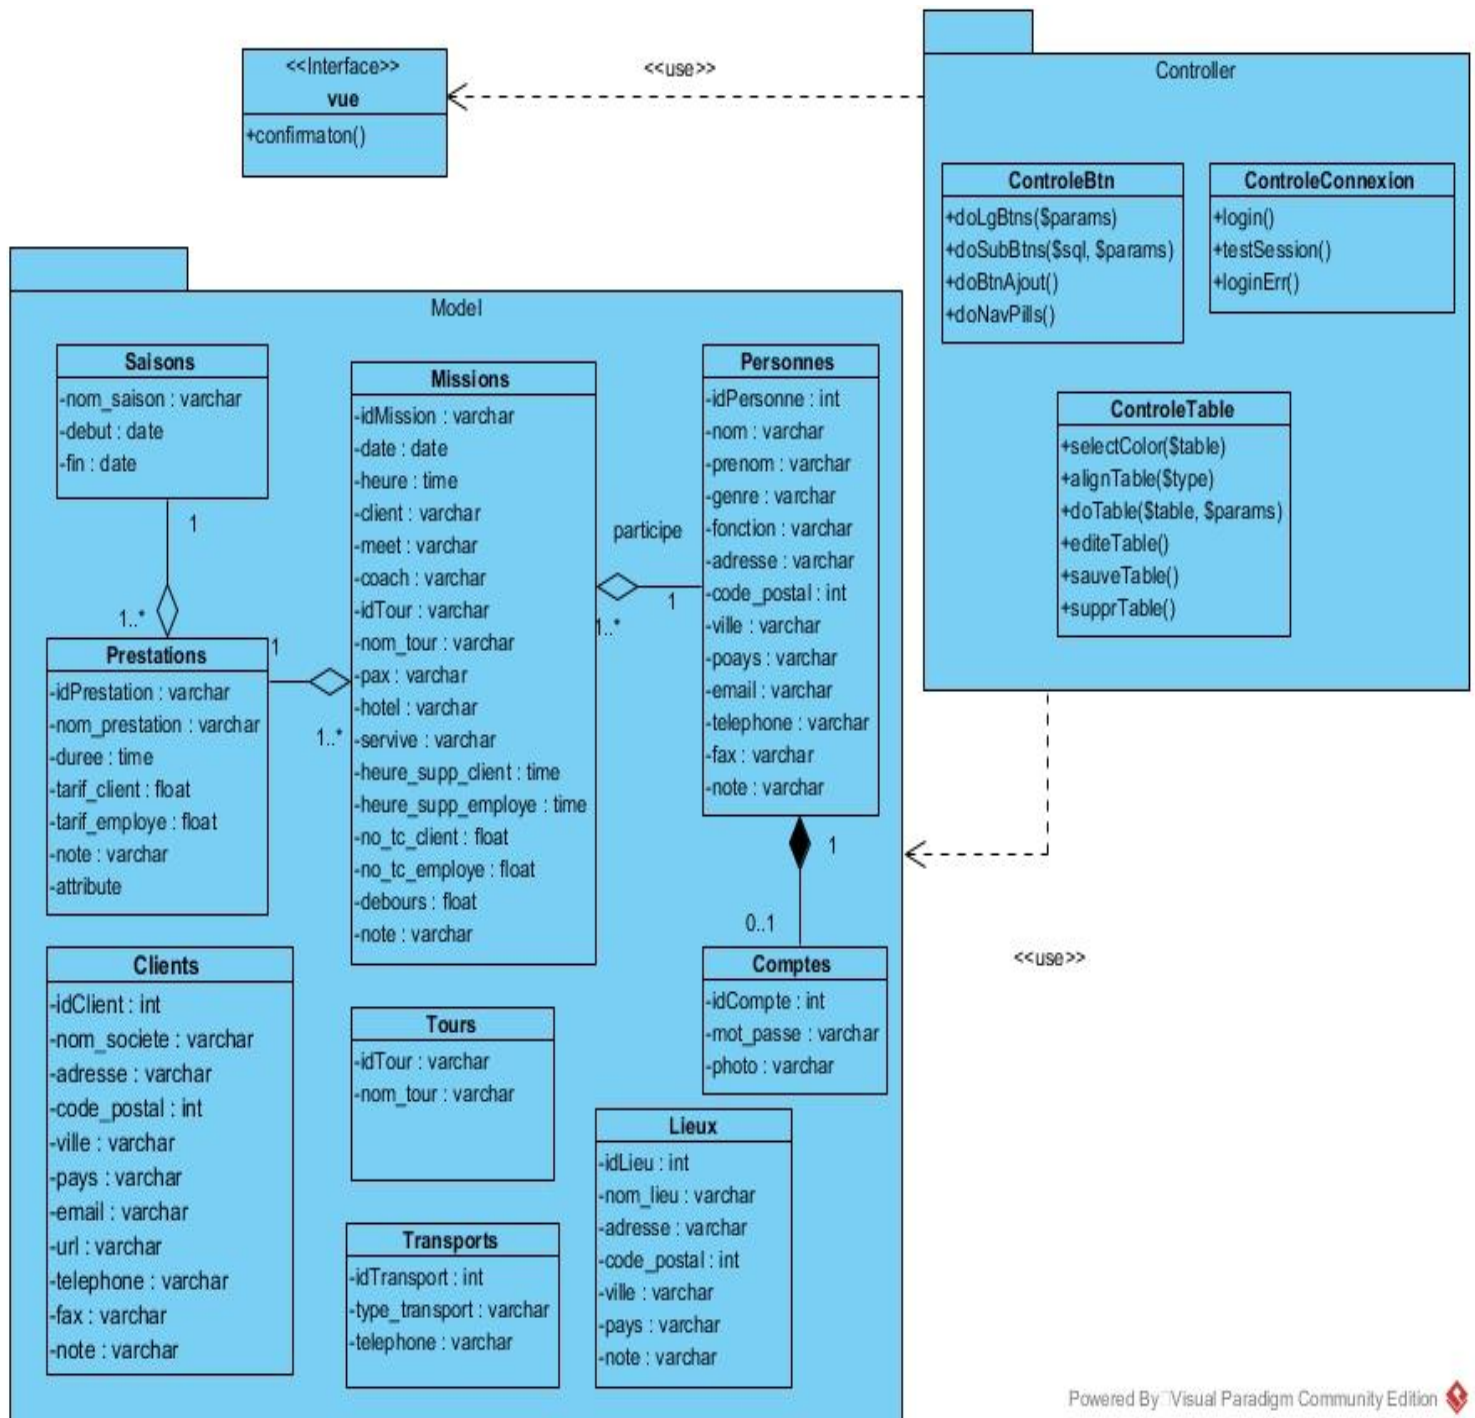 <<Interface>>
vue
+confirmaton()
<<use>>
Controller
ControleBtn
+doLgBtns($params)
+doSubBtns($sql, $params)
+doBtnAjout()
+doNavPills()
ControleConnexion
+login()
+testSession()
+loginErr()
ControleTable
+selectColor($table)
+alignTable($type)
+doTable($table, $params)
+editeTable()
+sauveTable()
+supprTable()
<<use>>
Model
Saisons
-nom_saison : varchar
-debut : date
-fin : date
1
1..*
Prestations
-idPrestation : varchar
-nom_prestation : varchar
-duree : time
-tarif_client : float
-tarif_employe : float
-note : varchar
-attribute
1
1..*
Missions
-idMission : varchar
-date : date
-heure : time
-client : varchar
-meet : varchar
-coach : varchar
-idTour : varchar
-nom_tour : varchar
-pax : varchar
-hotel : varchar
-servive : varchar
-heure_supp_client : time
-heure_supp_employe : time
-no_tc_client : float
-no_tc_employe : float
-debours : float
-note : varchar
participe
1
1..*
Personnes
-idPersonne : int
-nom : varchar
-prenom : varchar
-genre : varchar
-fonction : varchar
-adresse : varchar
-code_postal : int
-ville : varchar
-poays : varchar
-email : varchar
-telephone : varchar
-fax : varchar
-note : varchar
1
0..1
Comptes
-idCompte : int
-mot_passe : varchar
-photo : varchar
Clients
-idClient : int
-nom_societe : varchar
-adresse : varchar
-code_postal : int
-ville : varchar
-pays : varchar
-email : varchar
-url : varchar
-telephone : varchar
-fax : varchar
-note : varchar
Tours
-idTour : varchar
-nom_tour : varchar
Transports
-idTransport : int
-type_transport : varchar
-telephone : varchar
Lieux
-idLieu : int
-nom_lieu : varchar
-adresse : varchar
-code_postal : int
-ville : varchar
-pays : varchar
-note : varchar
Powered By Visual Paradigm Community Edition